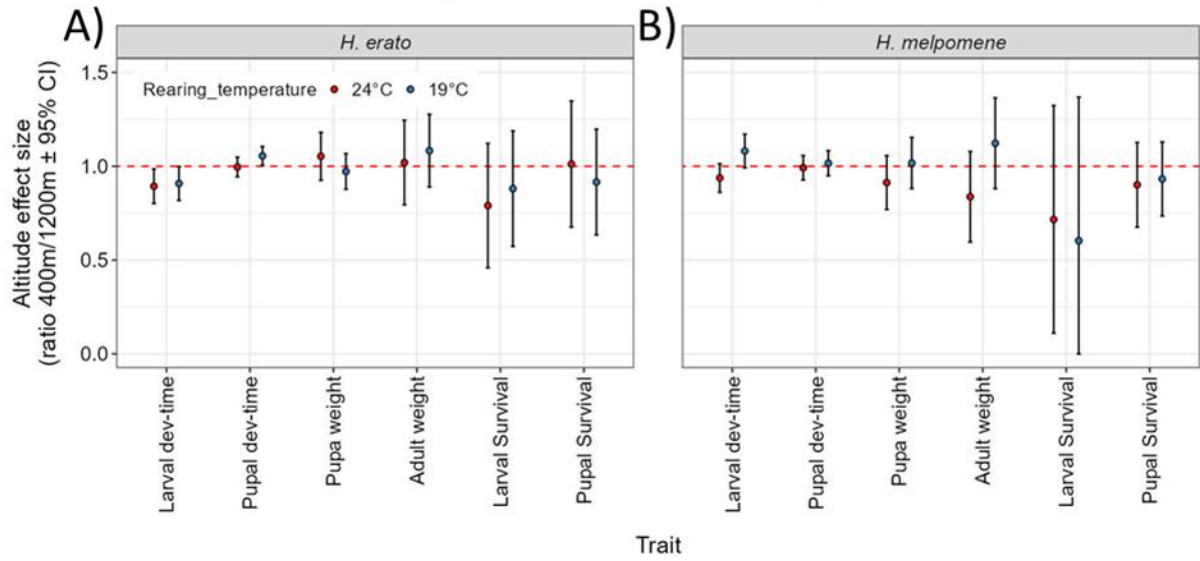 A)
H. erato
B)
H. melpomene
Altitude effect size
(ratio 400m/1200m ± 95% CI)
1.5
1.0
0.5
0.0
Rearing_temperature 24°C 19°C
Larval dev-time
Pupal dev-time
Pupa weight
Adult weight
Larval Survival
Pupal Survival
Larval dev-time
Pupal dev-time
Pupa weight
Adult weight
Larval Survival
Pupal Survival
Trait